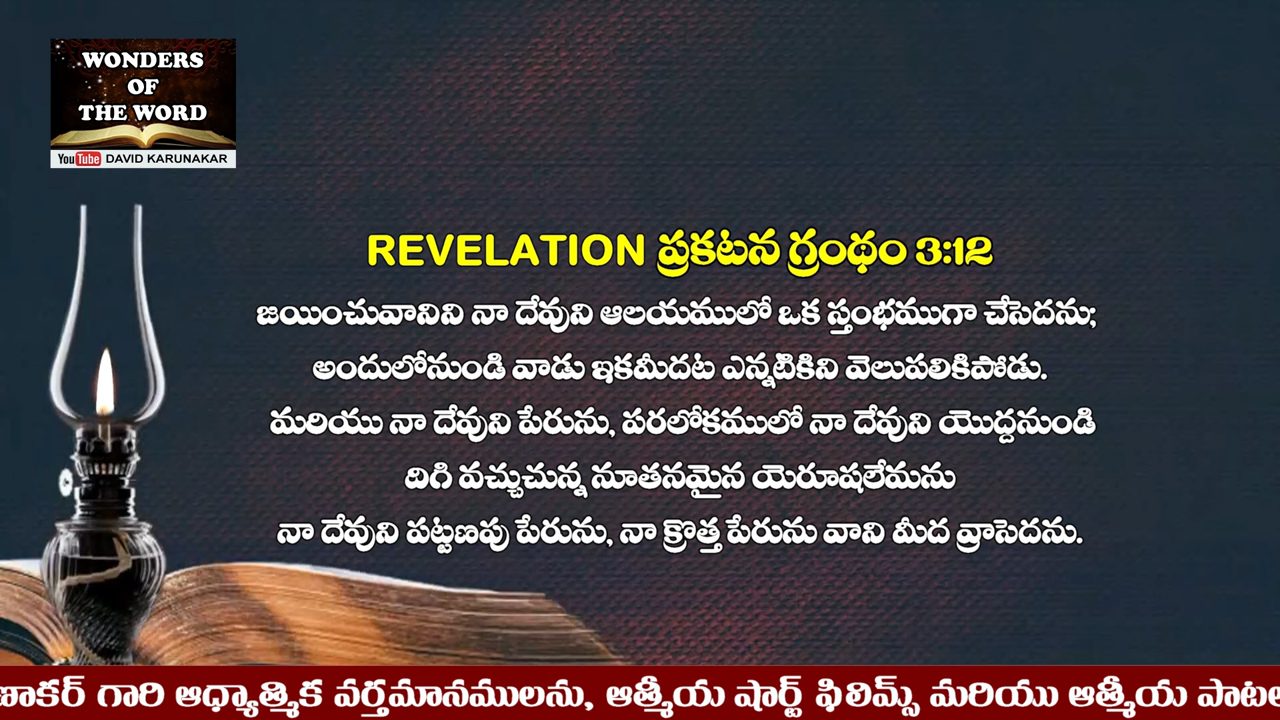 WONDERS
OF
THE WORD
YouTube DAVID KARUNAKAR
REVELATION ప్రకటన గ్రంథం 3:12
జయించువానిని నా దేవుని ఆలయములో ఒక స్తంభముగా చేసెదను;
అందులోనుండి వాడు ఇకమీదట ఎన్నటికిని వెలుపలికిపోడు.
మరియు నా దేవుని పేరును, పరలోకములో నా దేవుని యొద్దనుండి
దిగి వచ్చుచున్న నూతనమైన యెరూషలేమను
నా దేవుని పట్టణపు పేరును, నా క్రొత్త పేరును వాని మీద వ్రాసెదను.
గారి ఆధ్యాత్మిక వర్తమానములను, ఆత్మీయ షార్ట్ ఫిలిమ్స్ మరియు ఆత్మీయ